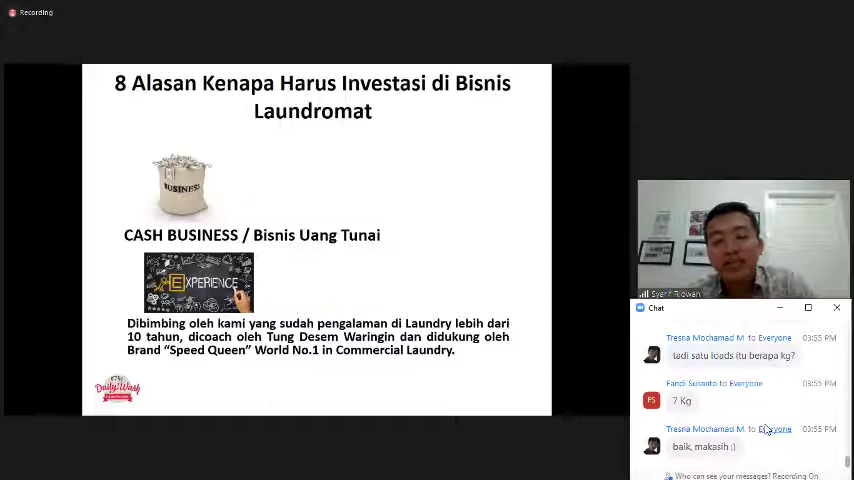 Recording
8 Alasan Kenapa Harus Investasi di Bisnis
Laundromat
BUSINESS
CASH BUSINESS / Bisnis Uang Tunai
EXPERIENCE
Dibimbing oleh kami yang sudah pengalaman di Laundry lebih dari
10 tahun, dicoach oleh Tung Desem Waringin dan didukung oleh
Brand “Speed Queen” World No.1 in Commercial Laundry.
The
Daily Wash
Syarif Ridwan
Chat
Tresna Mochamad M. to Everyone 03:55 PM
tadi satu loads itu berapa kg?
Fandi Susanto to Everyone 03:55 PM
FS
7 Kg
Tresna Mochamad M. to Everyone 03:55 PM
baik, makasih :)
Who can see your messages? Recording On